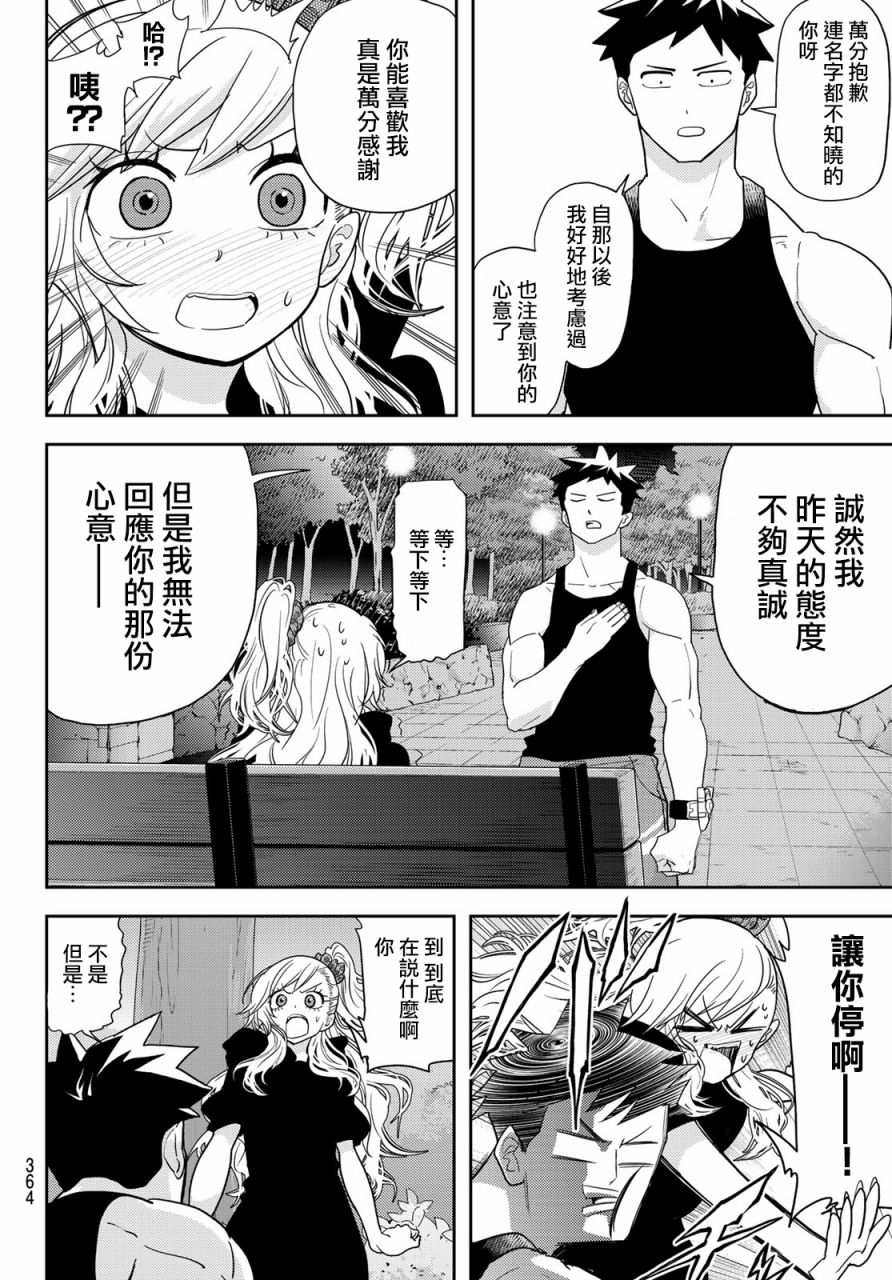 萬分抱歉
連名字都不知曉的
你呀
自那以後
我好好地考慮過
也注意到你的
心意了
你能喜歡我
真是萬分感謝
哈!?
咦??
誠然我
昨天的態度
不夠真誠
等…
等下等下
但是我無法
回應你的那份
心意——
讓你停啊——!
到到底
在說什麼啊
你
不是
但是…
364